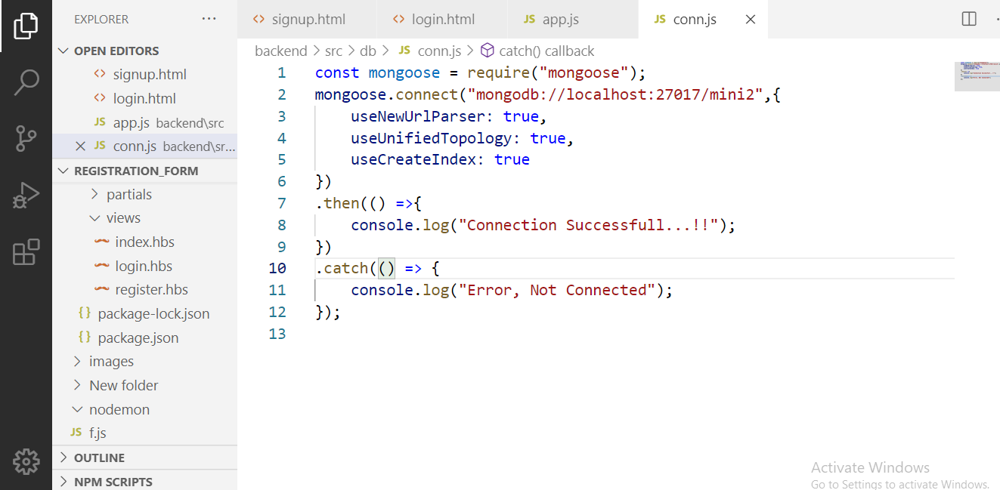 EXPLORER ...
OPEN EDITORS
<> signup.html
<> login.html
JS app.js backend\src
JS conn.js backend\sr...
REGISTRATION_FORM
partials
views
index.hbs
login.hbs
register.hbs
{} package-lock.json
{} package.json
images
New folder
nodemon
JS f.js
OUTLINE
NPM SCRIPTS
<> signup.html <> login.html JS app.js JS conn.js
backend > src > db > JS conn.js > catch() callback
1 const mongoose = require("mongoose");
2 mongoose.connect("mongodb://localhost:27017/mini2",{
3     useNewUrlParser: true,
4     useUnifiedTopology: true,
5     useCreateIndex: true
6 })
7 .then(() =>{
8     console.log("Connection Successfull...!!");
9 })
10 .catch(() => {
11     console.log("Error, Not Connected");
12 });
13
Activate Windows
Go to Settings to activate Windows.